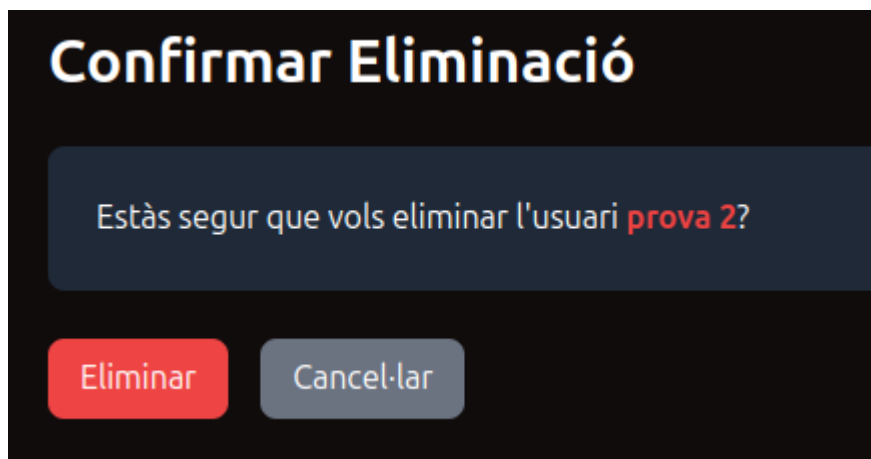 Confirmar Eliminació
Estàs segur que vols eliminar l'usuari prova 2?
Eliminar
Cancel·lar